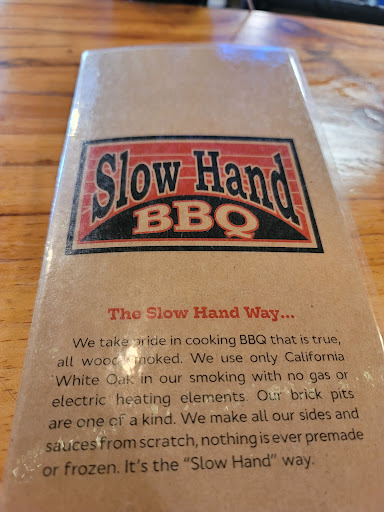 Slow Hand
BBQ
The Slow Hand Way...
We take pride in cooking BBQ that is true,
all wood smoked. We use only California
White Oak in our smoking with no gas or
electric heating elements. Our brick pits
are one of a kind. We make all our sides and
sauces from scratch, nothing is ever premade
or frozen. It's the "Slow Hand" way.